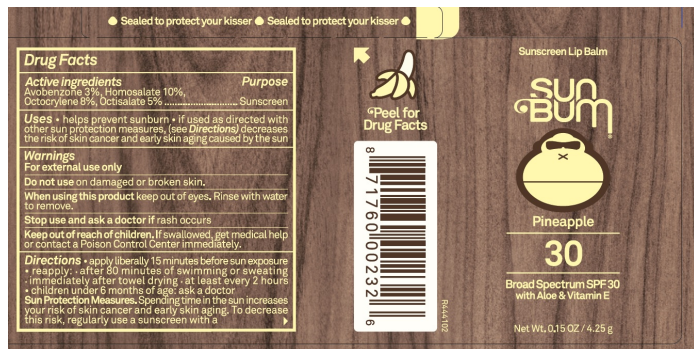 Sealed to protect your kisser Sealed to protect your kisser
Drug Facts
Active ingredients Purpose
Avobenzone 3%, Homosalate 10%,
Octocrylene 8%, Octisalate 5% ........................ Sunscreen
Uses • helps prevent sunburn • if used as directed with
other sun protection measures, (see Directions) decreases
the risk of skin cancer and early skin aging caused by the sun
Warnings
For external use only
Do not use on damaged or broken skin.
When using this product keep out of eyes. Rinse with water
to remove.
Stop use and ask a doctor if rash occurs
Keep out of reach of children. If swallowed, get medical help
or contact a Poison Control Center immediately.
Directions • apply liberally 15 minutes before sun exposure
• reapply: • after 80 minutes of swimming or sweating
• immediately after towel drying • at least every 2 hours
• children under 6 months of age: ask a doctor
Sun Protection Measures. Spending time in the sun increases
your risk of skin cancer and early skin aging. To decrease
this risk, regularly use a sunscreen with a
Peel for
Drug Facts
8 71760 00232 6
R444102
Sunscreen Lip Balm
SUN
BUM
Pineapple
30
Broad Spectrum SPF 30
with Aloe & Vitamin E
Net Wt. 0.15 OZ / 4.25 g